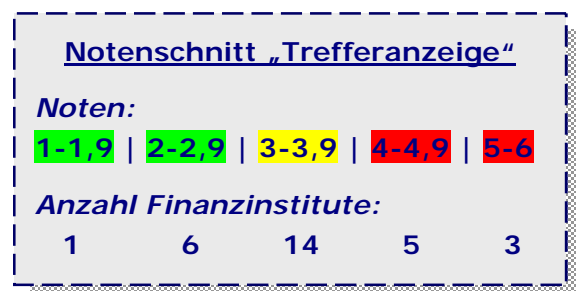 Notenschnitt „Trefferanzeige“
Noten:
1-1,9 | 2-2,9 | 3-3,9 | 4-4,9 | 5-6
Anzahl Finanzinstitute:
1 6 14 5 3